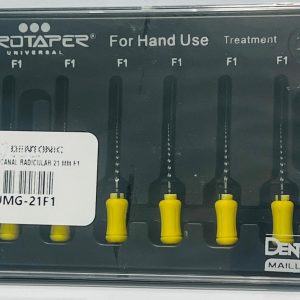 ROTAPER
UNIVERSAL
For Hand Use
Treatment
F1 F1 F1 F1 F1 F1
DENTONIC
CANAL RADICULAR 21 MM F1
UMG-21F1
DEN
MAILL